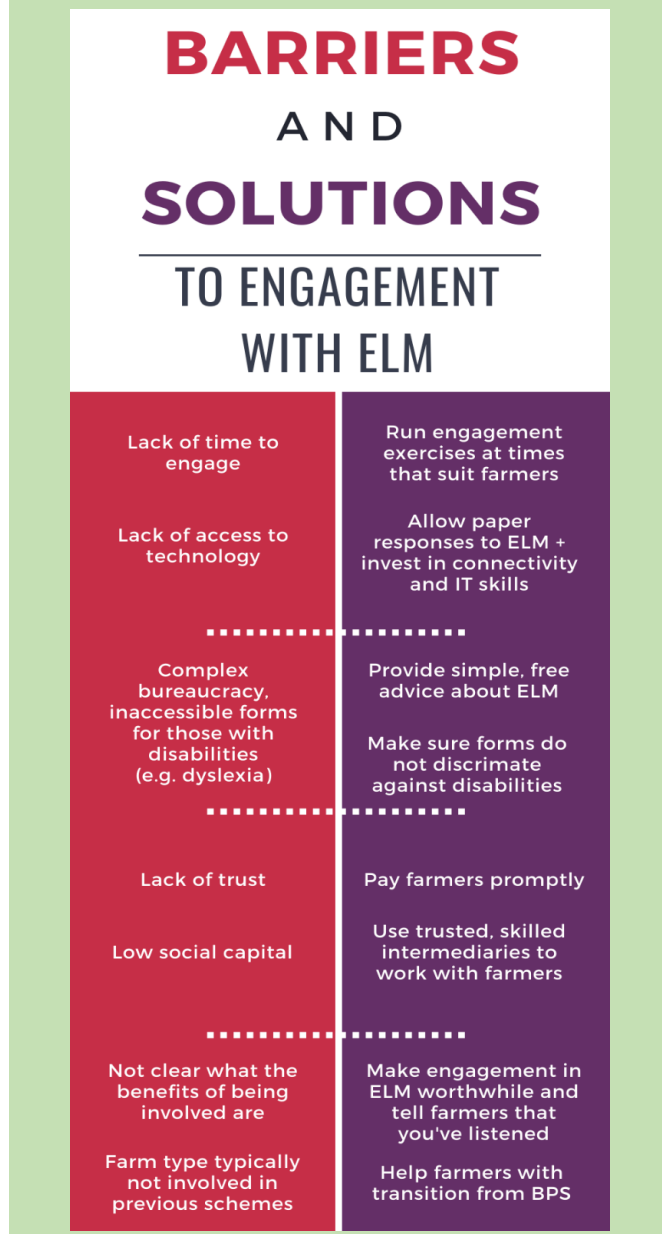 BARRIERS
AND
SOLUTIONS
TO ENGAGEMENT
WITH ELM
Lack of time to
engage
Run engagement
exercises at times
that suit farmers
Lack of access to
technology
Allow paper
responses to ELM +
invest in connectivity
and IT skills
Complex
bureaucracy,
inaccessible forms
for those with
disabilities
(e.g. dyslexia)
Provide simple, free
advice about ELM
Make sure forms do
not discrimate
against disabilities
Lack of trust
Pay farmers promptly
Low social capital
Use trusted, skilled
intermediaries to
work with farmers
Not clear what the
benefits of being
involved are
Make engagement in
ELM worthwhile and
tell farmers that
you've listened
Farm type typically
not involved in
previous schemes
Help farmers with
transition from BPS